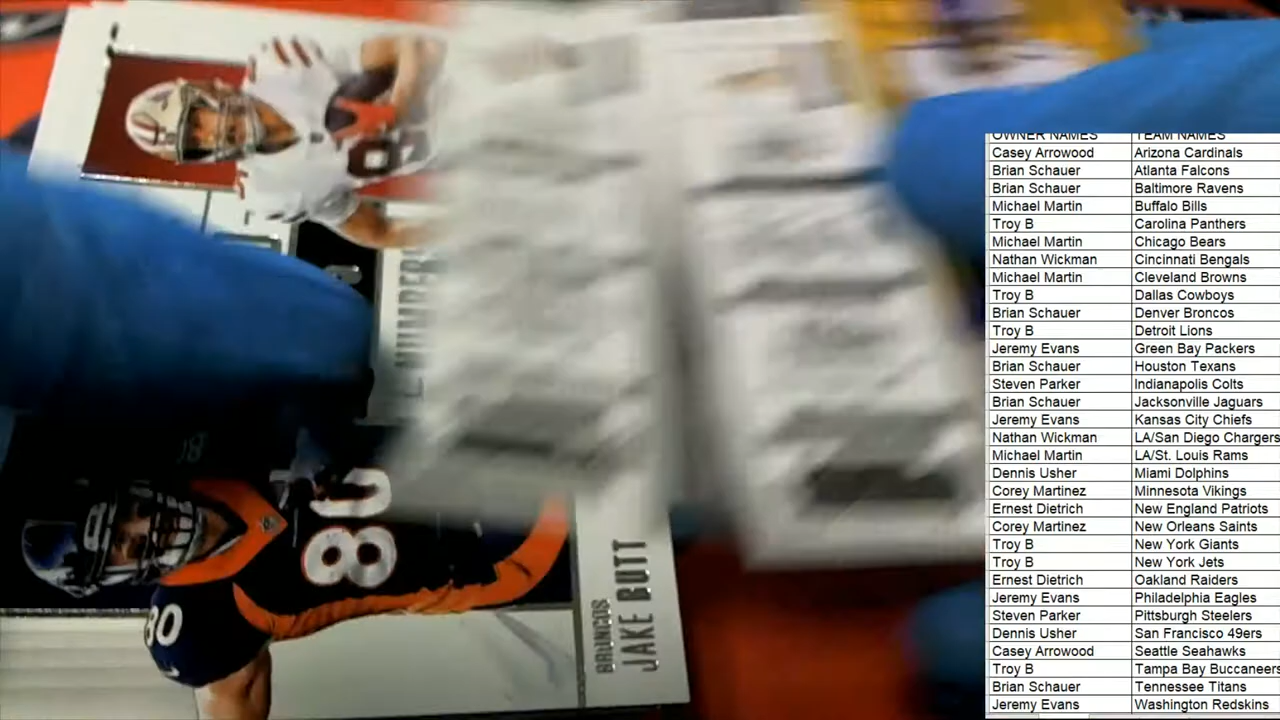 OWNER NAMES TEAM NAMES
Casey Arrowood Arizona Cardinals
Brian Schauer Atlanta Falcons
Brian Schauer Baltimore Ravens
Michael Martin Buffalo Bills
Troy B Carolina Panthers
Michael Martin Chicago Bears
Nathan Wickman Cincinnati Bengals
Michael Martin Cleveland Browns
Troy B Dallas Cowboys
Brian Schauer Denver Broncos
Troy B Detroit Lions
Jeremy Evans Green Bay Packers
Brian Schauer Houston Texans
Steven Parker Indianapolis Colts
Brian Schauer Jacksonville Jaguars
Jeremy Evans Kansas City Chiefs
Nathan Wickman LA/San Diego Chargers
Michael Martin LA/St. Louis Rams
Dennis Usher Miami Dolphins
Corey Martinez Minnesota Vikings
Ernest Dietrich New England Patriots
Corey Martinez New Orleans Saints
Troy B New York Giants
Troy B New York Jets
Ernest Dietrich Oakland Raiders
Jeremy Evans Philadelphia Eagles
Steven Parker Pittsburgh Steelers
Dennis Usher San Francisco 49ers
Casey Arrowood Seattle Seahawks
Troy B Tampa Bay Buccaneers
Brian Schauer Tennessee Titans
Jeremy Evans Washington Redskins
NUMBERS
80
80
BRONCOS
JAKE BUTT